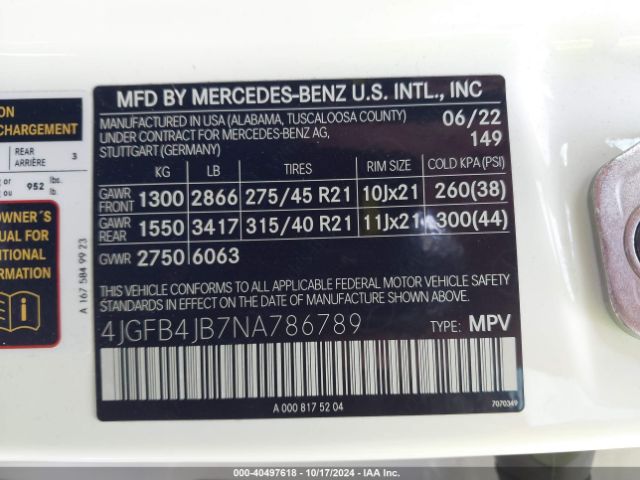 ON
CHARGEMENT
REAR
ARRIÈRE
3
or
952 lbs.
lb.
OWNER'S
UAL FOR
DITIONAL
RMATION
i
A 167 584 99 23
MFD BY MERCEDES-BENZ U.S. INTL., INC
MANUFACTURED IN USA (ALABAMA, TUSCALOOSA COUNTY) 06/22
UNDER CONTRACT FOR MERCEDES-BENZ AG, 149
STUTTGART (GERMANY)
KG LB TIRES RIM SIZE COLD KPA(PSI)
GAWR FRONT 1300 2866 275/45 R21 10Jx21 260(38)
GAWR REAR 1550 3417 315/40 R21 11Jx21 300(44)
GVWR 2750 6063
THIS VEHICLE CONFORMS TO ALL APPLICABLE FEDERAL MOTOR VEHICLE SAFETY
STANDARDS IN EFFECT ON THE DATE OF MANUFACTURE SHOWN ABOVE.
4JGFB4JB7NA786789 TYPE: MPV
A 000 817 52 04
7070349
000-40497618 - 10/17/2024 - IAA Inc.